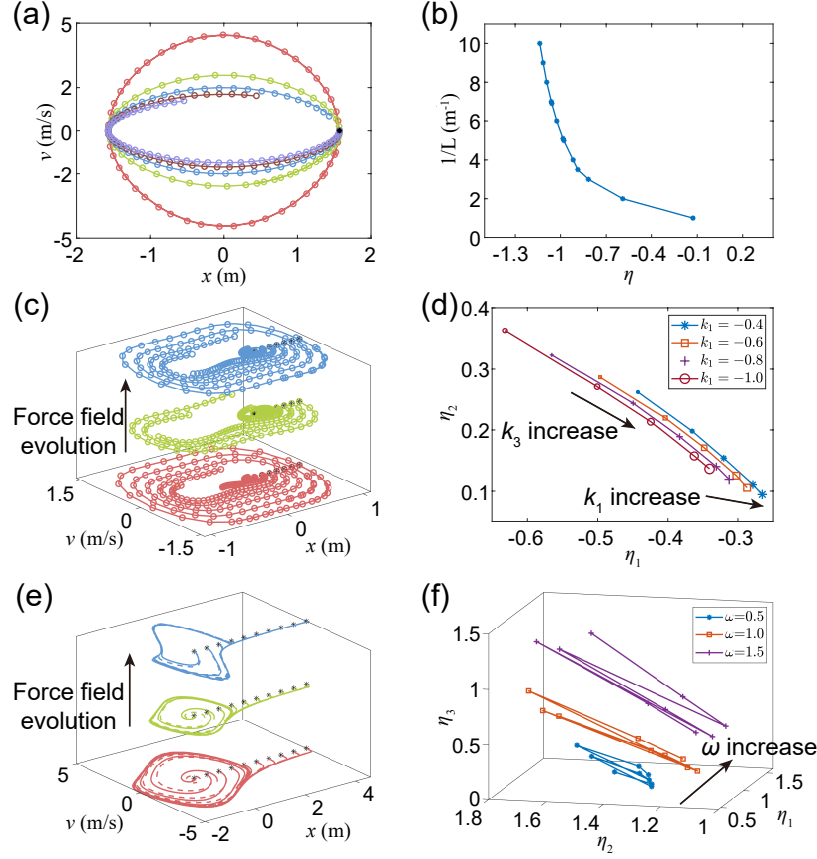 (a)
5
2
0
-2
-5
v (m/s)
-2
-1
0
1
2
x (m)
(b)
10
8
6
4
2
0
1/L (m⁻¹)
-1.3
-1
-0.7
-0.4
-0.1
0.2
η
(c)
Force field
evolution
1.5
0
-1.5
v (m/s)
-1
0
1
x (m)
(d)
0.4
0.3
0.2
0.1
η₂
k₁ = −0.4
k₁ = −0.6
k₁ = −0.8
k₁ = −1.0
k₃ increase
k₁ increase
-0.6
-0.5
-0.4
-0.3
η₁
(e)
Force field
evolution
5
0
-5
v (m/s)
-2
0
2
4
x (m)
(f)
1.5
1
0.5
0
η₃
ω=0.5
ω=1.0
ω=1.5
ω increase
1.8
1.6
1.4
1.2
1
η₂
0.5
1
1.5
η₁